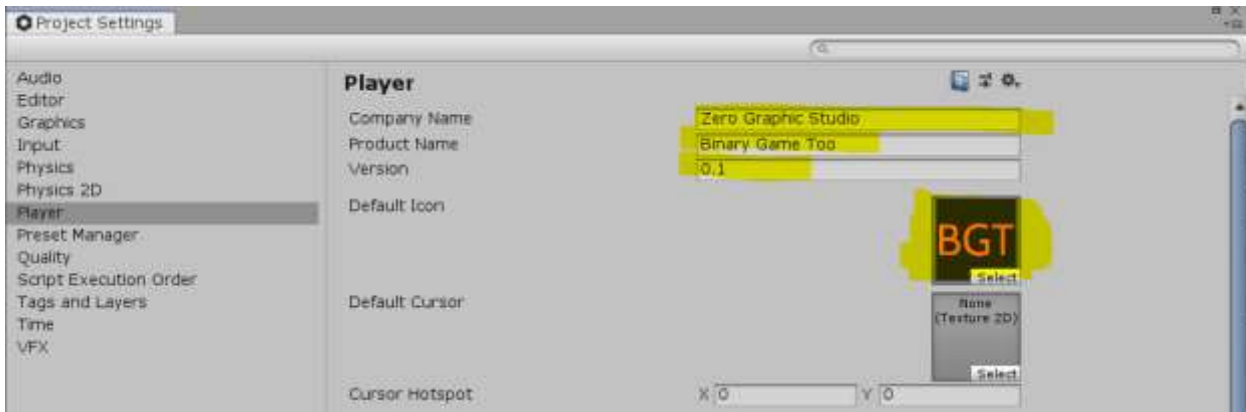 Project Settings
Audio
Editor
Graphics
Input
Physics
Physics 2D
Player
Preset Manager
Quality
Script Execution Order
Tags and Layers
Time
VFX
Player
Company Name Zero Graphic Studio
Product Name Binary Game Too
Version 0.1
Default Icon
BGT
Select
Default Cursor
None
(Texture 2D)
Select
Cursor Hotspot X 0 Y 0